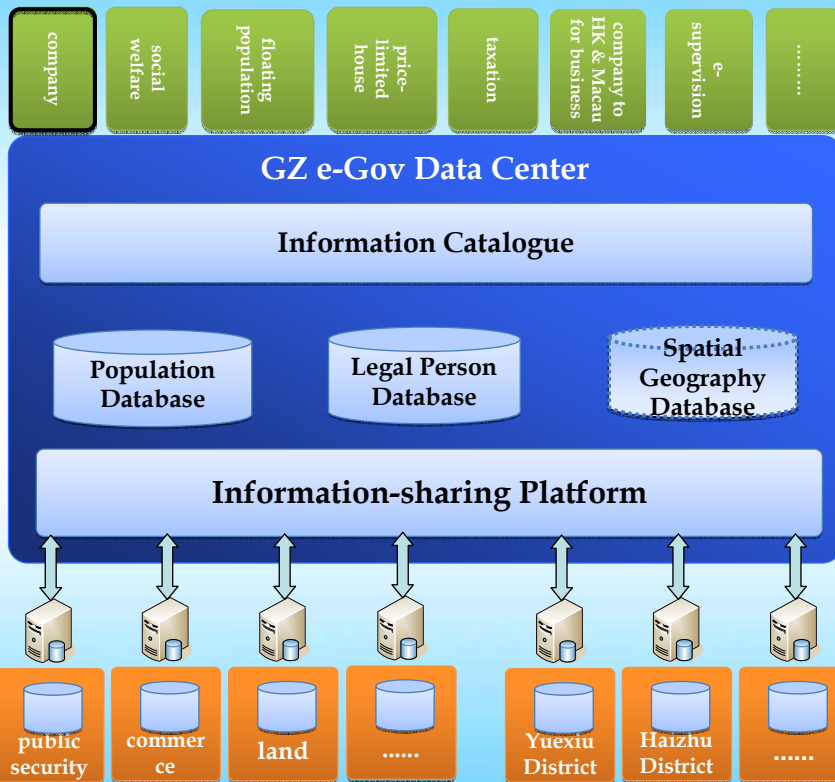 company
social
welfare
floating
population
price-
limited
house
taxation
company to
HK & Macau
for business
e-
supervision
………
GZ e-Gov Data Center
Information Catalogue
Population
Database
Legal Person
Database
Spatial
Geography
Database
Information-sharing Platform
public
security
commer
ce
land
......
Yuexiu
District
Haizhu
District
......